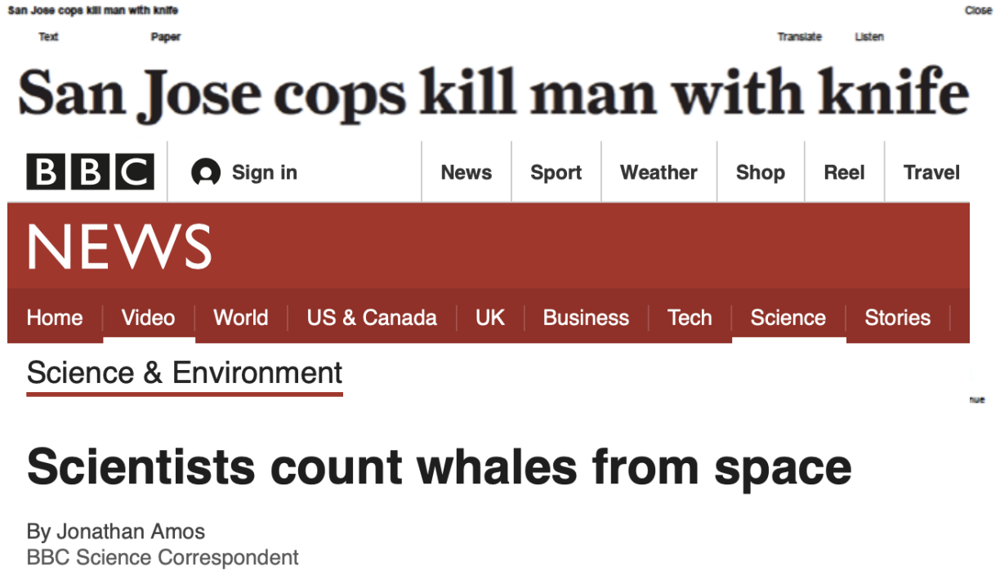 San Jose cops kill man with knife Close
Text Paper Translate Listen
San Jose cops kill man with knife
BBC Sign in News Sport Weather Shop Reel Travel
NEWS
Home Video World US & Canada UK Business Tech Science Stories
Science & Environment
Scientists count whales from space
By Jonathan Amos
BBC Science Correspondent